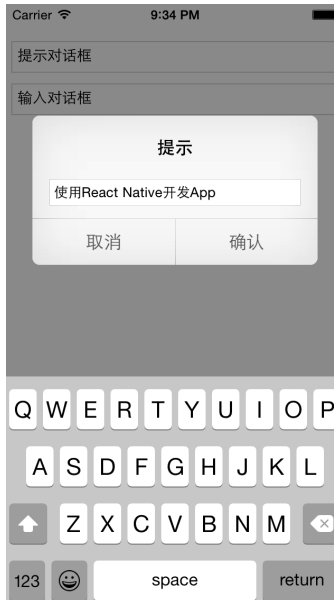 Carrier 9:34 PM
提示对话框
输入对话框
提示
使用React Native开发App
取消 确认
Q W E R T Y U I O P
A S D F G H J K L
Z X C V B N M
123 space return